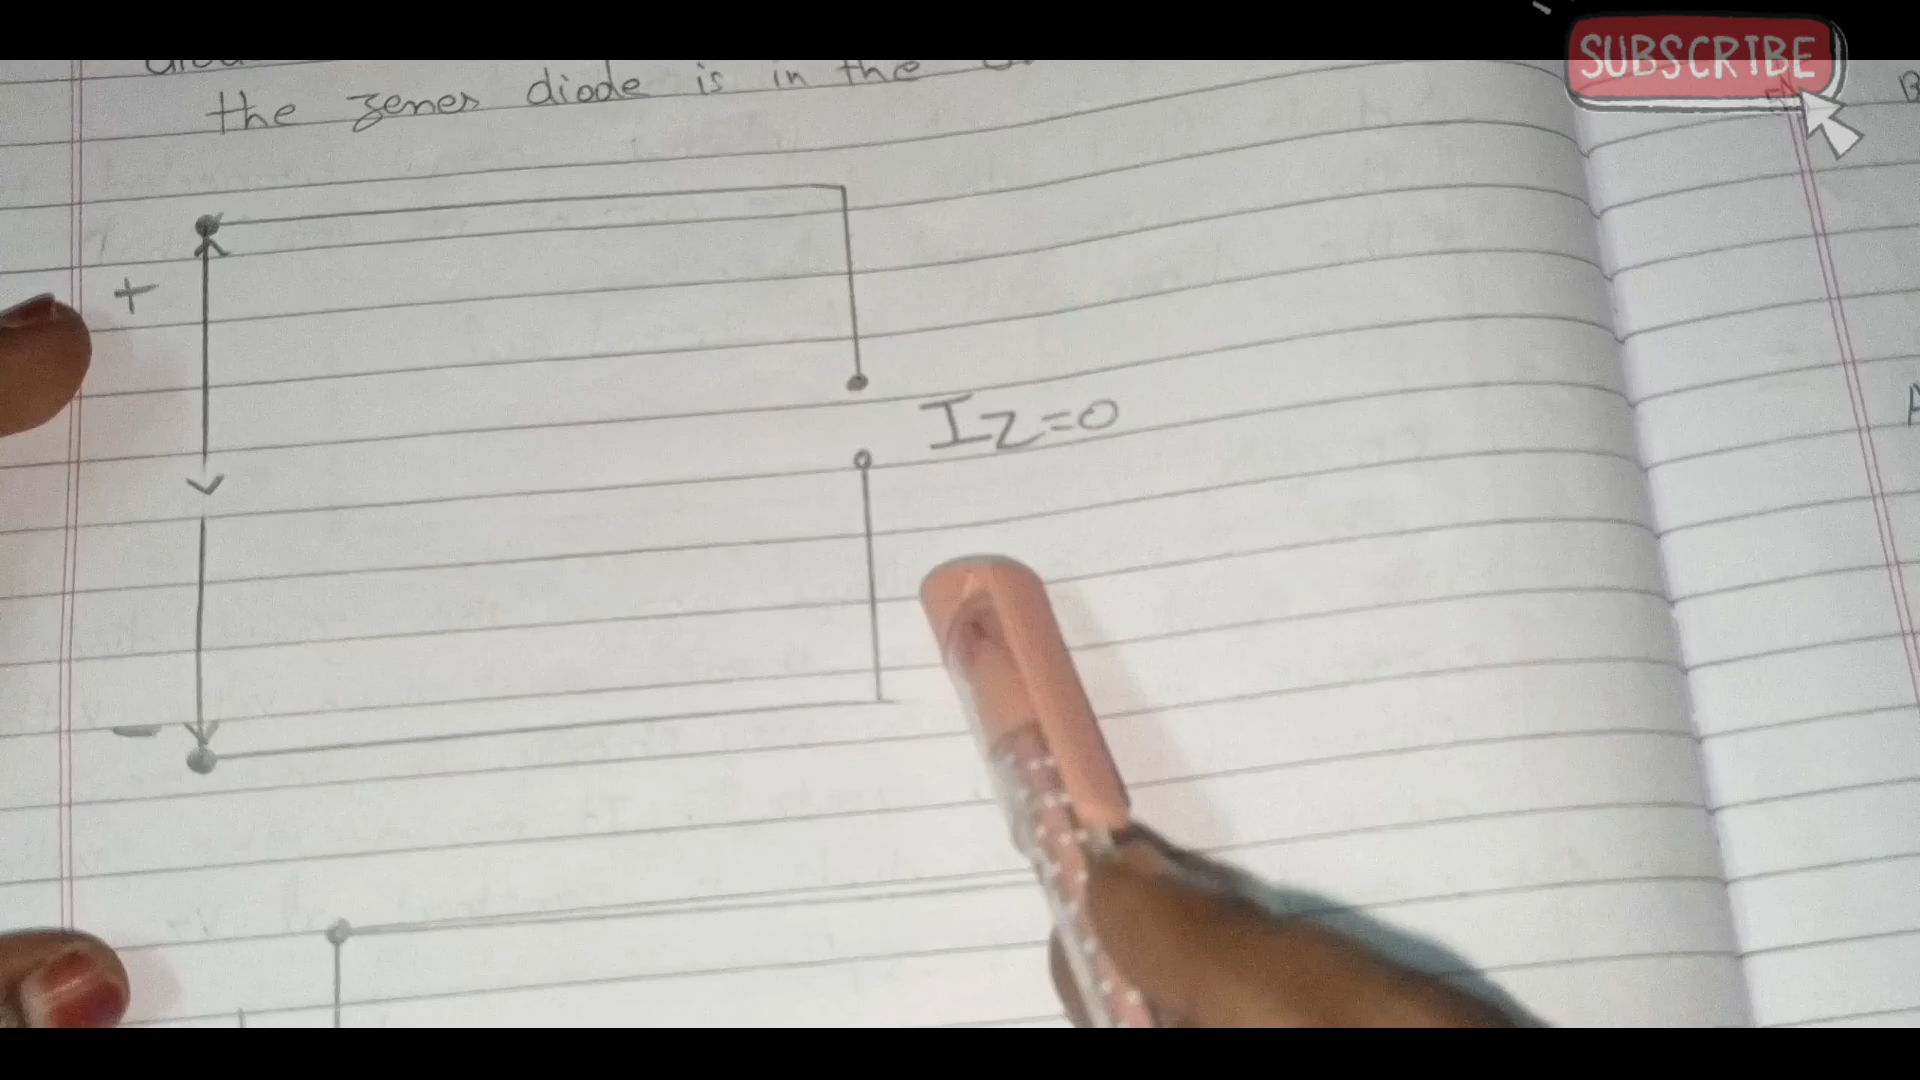 SUBSCRIBE
the zener diode is in the
+
Iz=0
-